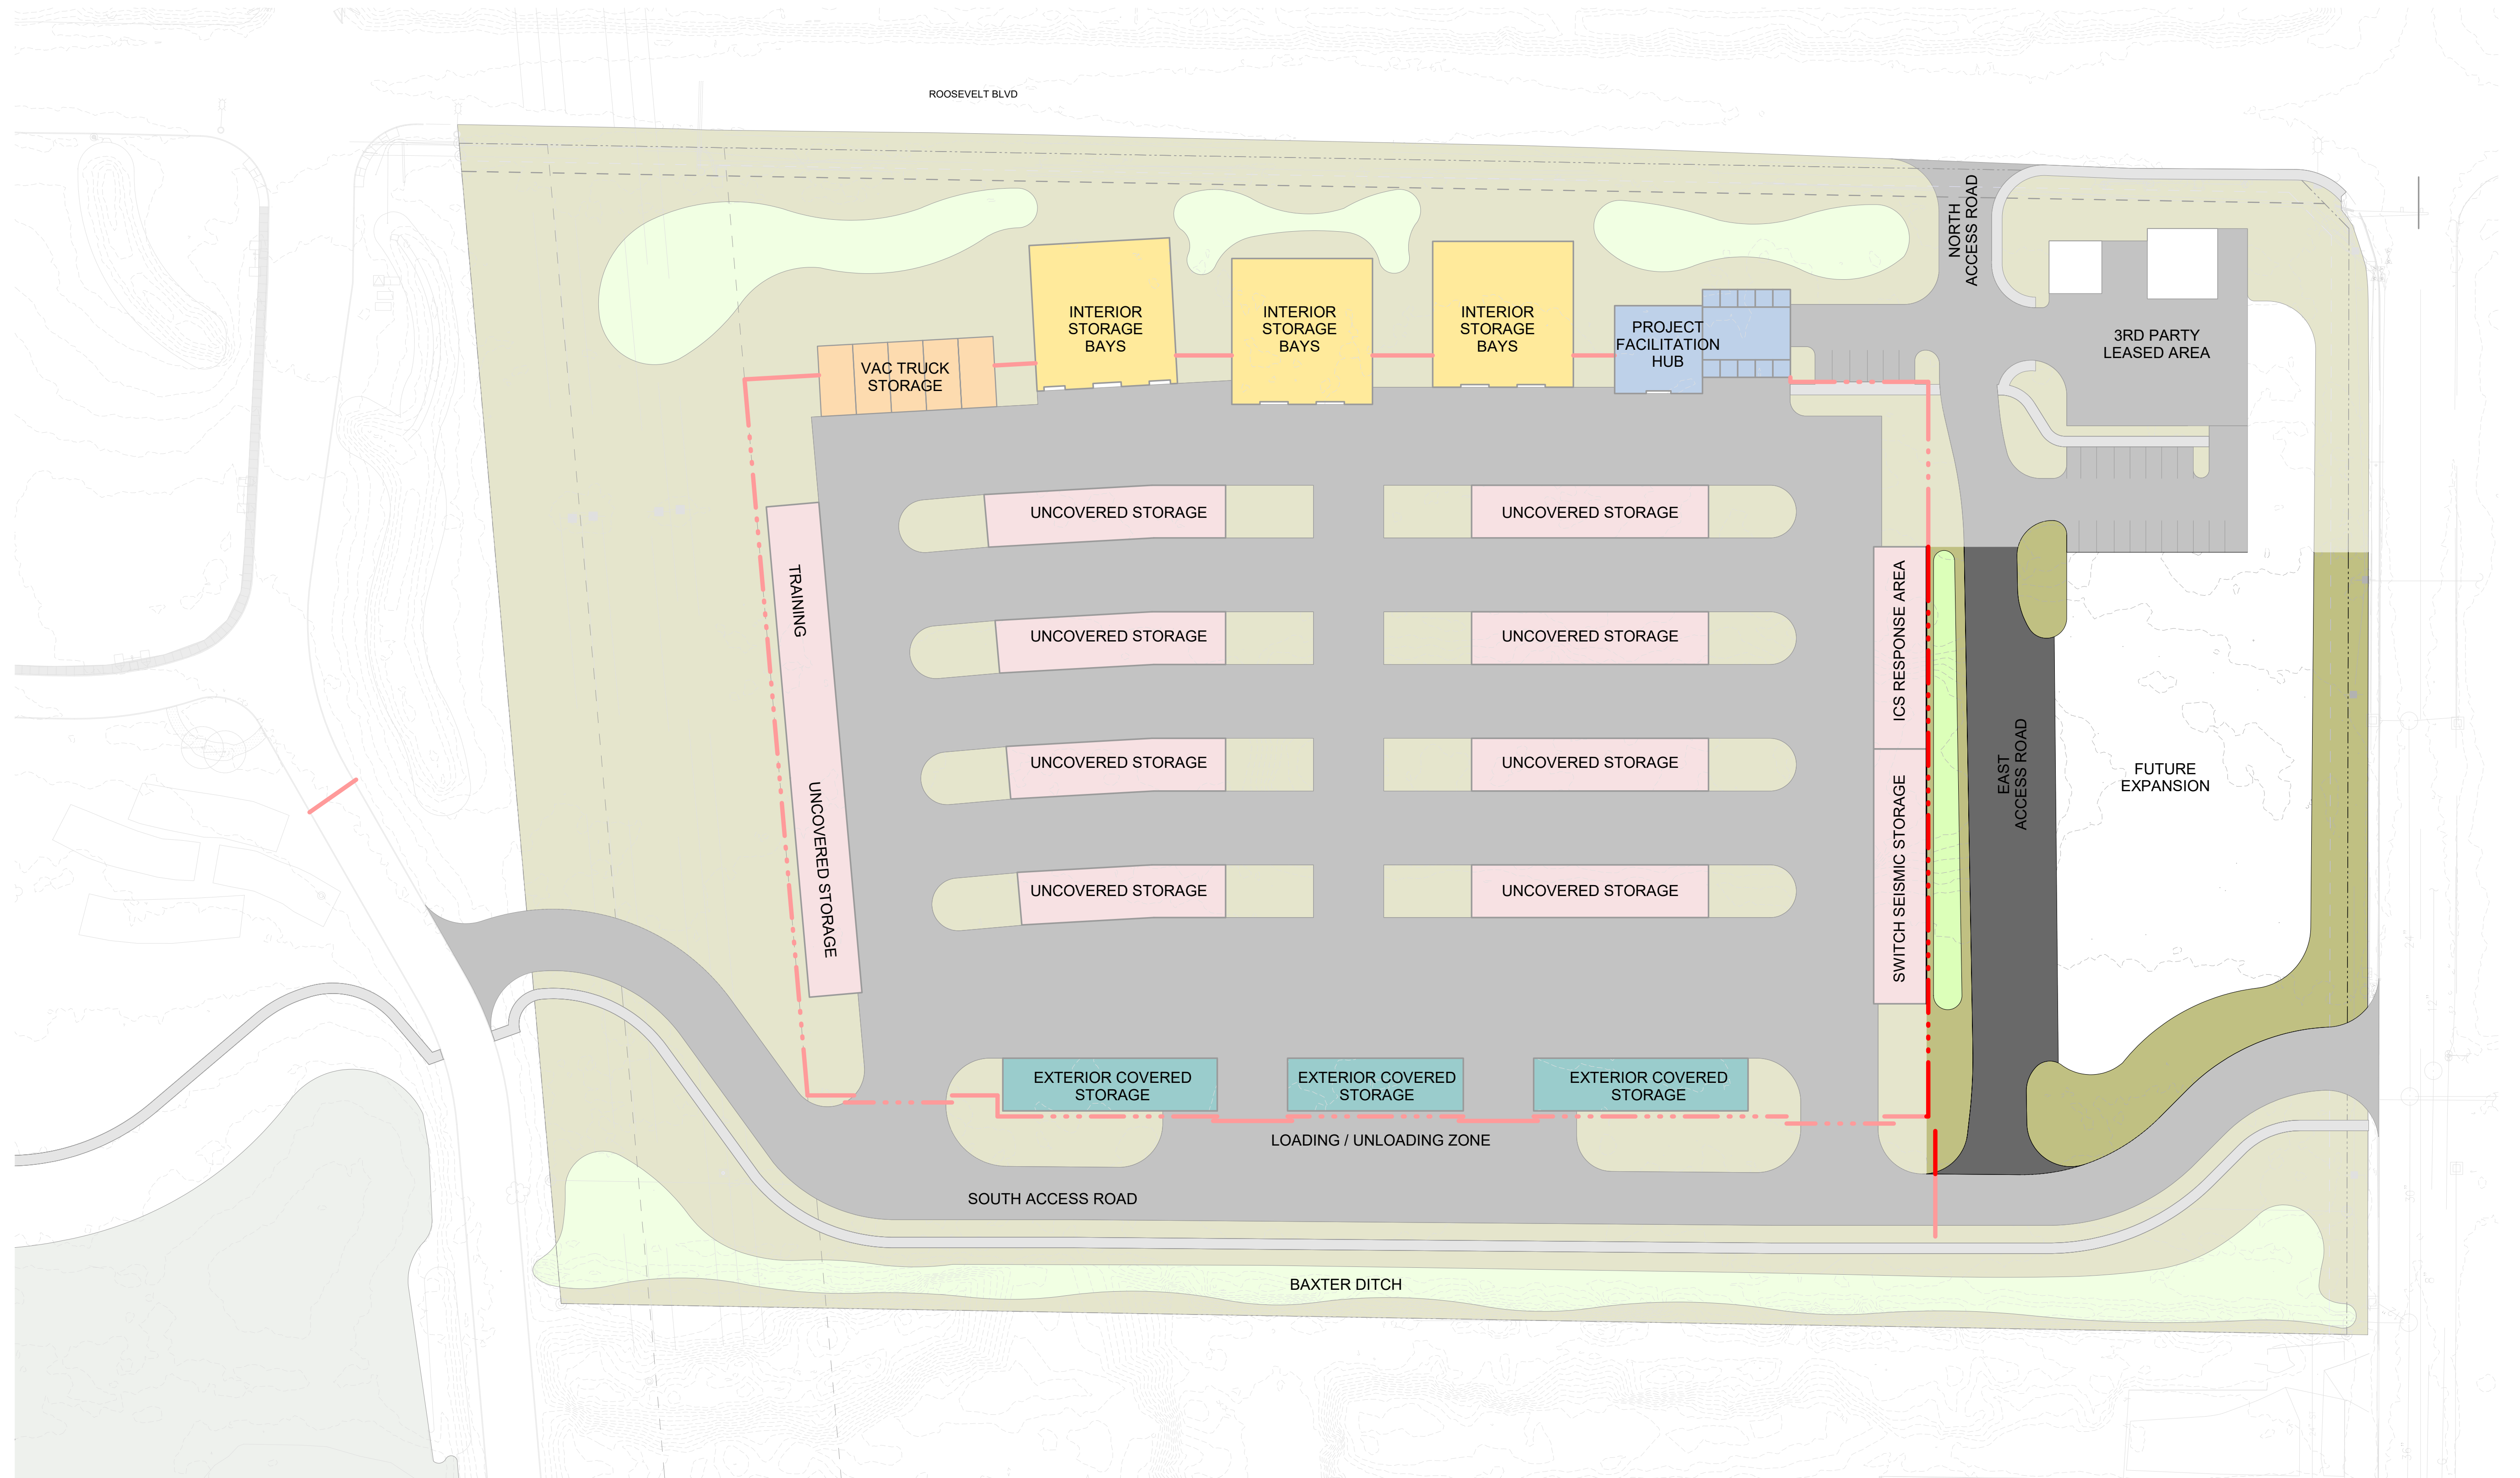 ROOSEVELT BLVD
NORTH
ACCESS ROAD
INTERIOR
STORAGE
BAYS
INTERIOR
STORAGE
BAYS
INTERIOR
STORAGE
BAYS
PROJECT
FACILITATION
HUB
3RD PARTY
LEASED AREA
VAC TRUCK
STORAGE
UNCOVERED STORAGE
UNCOVERED STORAGE
TRAINING
UNCOVERED STORAGE
UNCOVERED STORAGE
ICS RESPONSE AREA
UNCOVERED STORAGE
UNCOVERED STORAGE
EAST
ACCESS ROAD
FUTURE
EXPANSION
UNCOVERED STORAGE
UNCOVERED STORAGE
UNCOVERED STORAGE
SWITCH SEISMIC STORAGE
EXTERIOR COVERED
STORAGE
EXTERIOR COVERED
STORAGE
EXTERIOR COVERED
STORAGE
LOADING / UNLOADING ZONE
SOUTH ACCESS ROAD
BAXTER DITCH